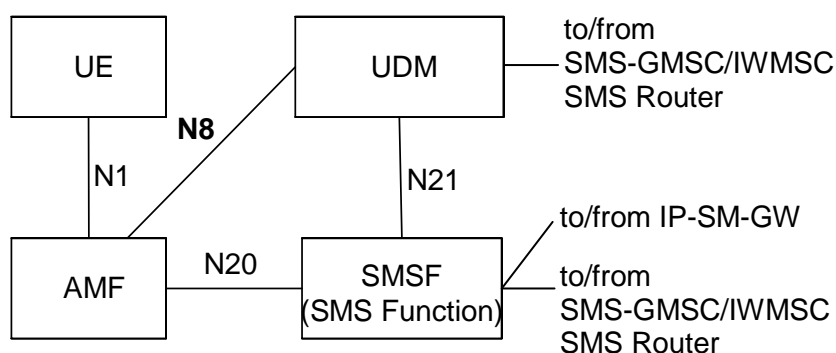 to/from
SMS-GMSC/IWMSC
SMS Router
UE
UDM
N8
N1
N21
to/from IP-SM-GW
N20
AMF
SMSF
(SMS Function)
to/from
SMS-GMSC/IWMSC
SMS Router